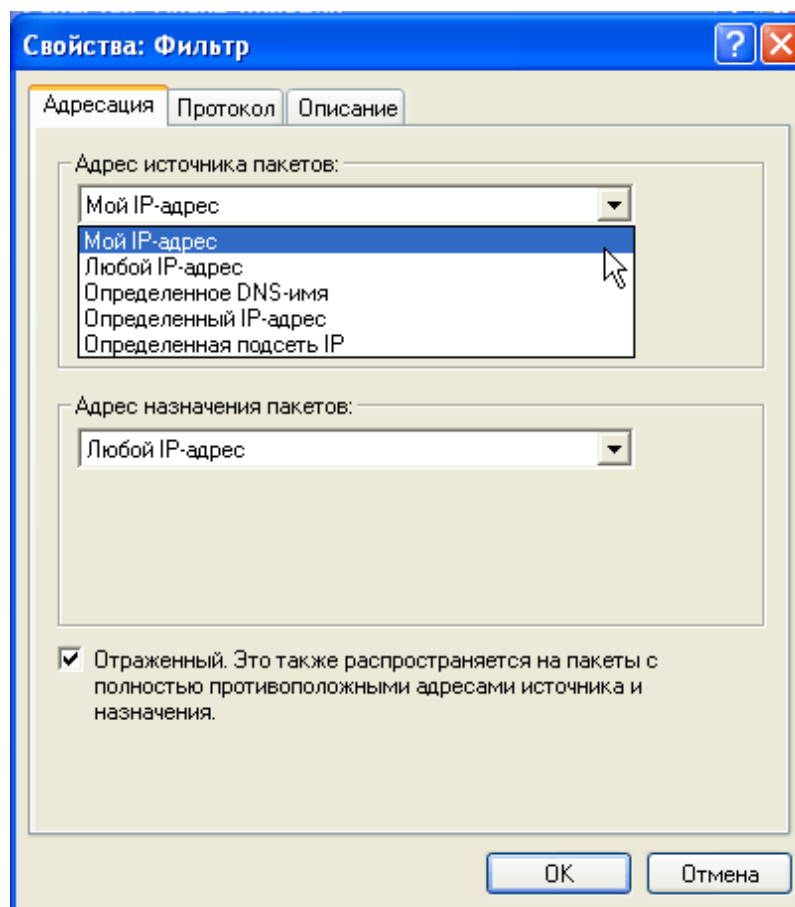 Свойства: Фильтр
Адресация Протокол Описание
Адрес источника пакетов:
Мой IP-адрес
Мой IP-адрес
Любой IP-адрес
Определенное DNS-имя
Определенный IP-адрес
Определенная подсеть IP
Адрес назначения пакетов:
Любой IP-адрес
Отраженный. Это также распространяется на пакеты с
полностью противоположными адресами источника и
назначения.
OK Отмена